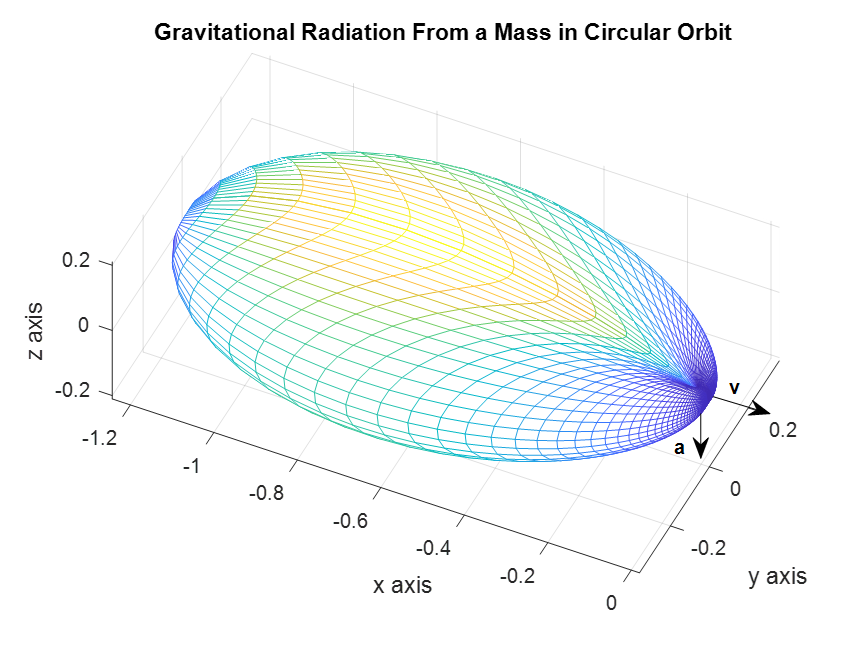 Gravitational Radiation From a Mass in Circular Orbit
0.2
0
-0.2
z axis
-1.2
-1
-0.8
-0.6
-0.4
-0.2
0
x axis
0.2
0
-0.2
y axis
v
a